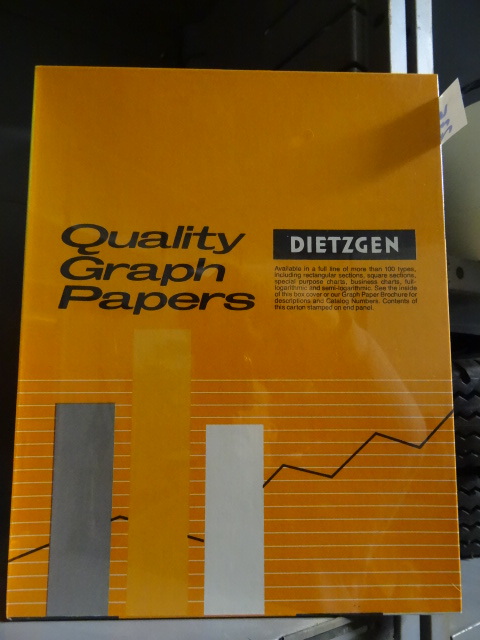 Quality
Graph
Papers
DIETZGEN
Available in a full line of more than 100 types,
including rectangular sections, square sections,
special purpose charts, business charts, full-
logarithmic and semi-logarithmic. See the inside
of this box cover or our Graph Paper Brochure for
descriptions and Catalog Numbers. Contents of
this carton stamped on end panel.